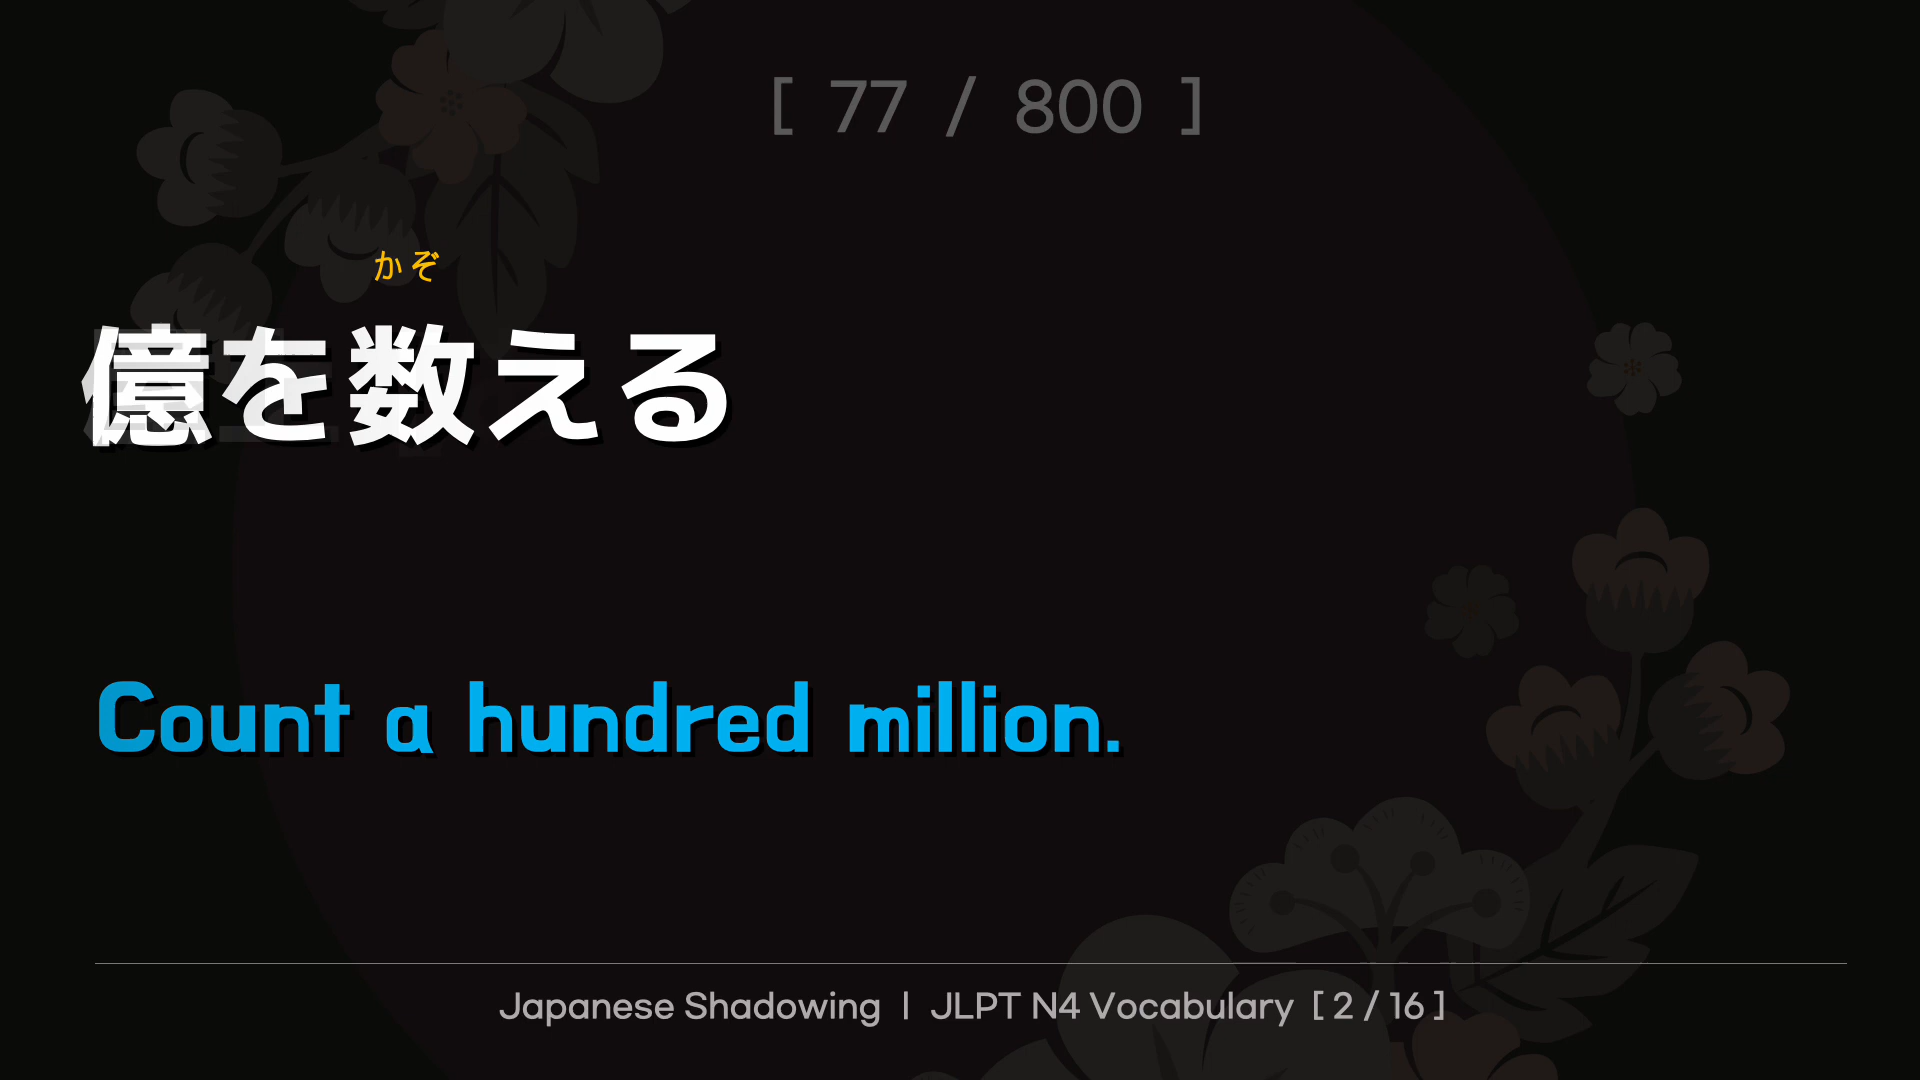 [ 77 / 800 ]
かぞ
億を数える
Count a hundred million.
Japanese Shadowing | JLPT N4 Vocabulary [ 2 / 16 ]